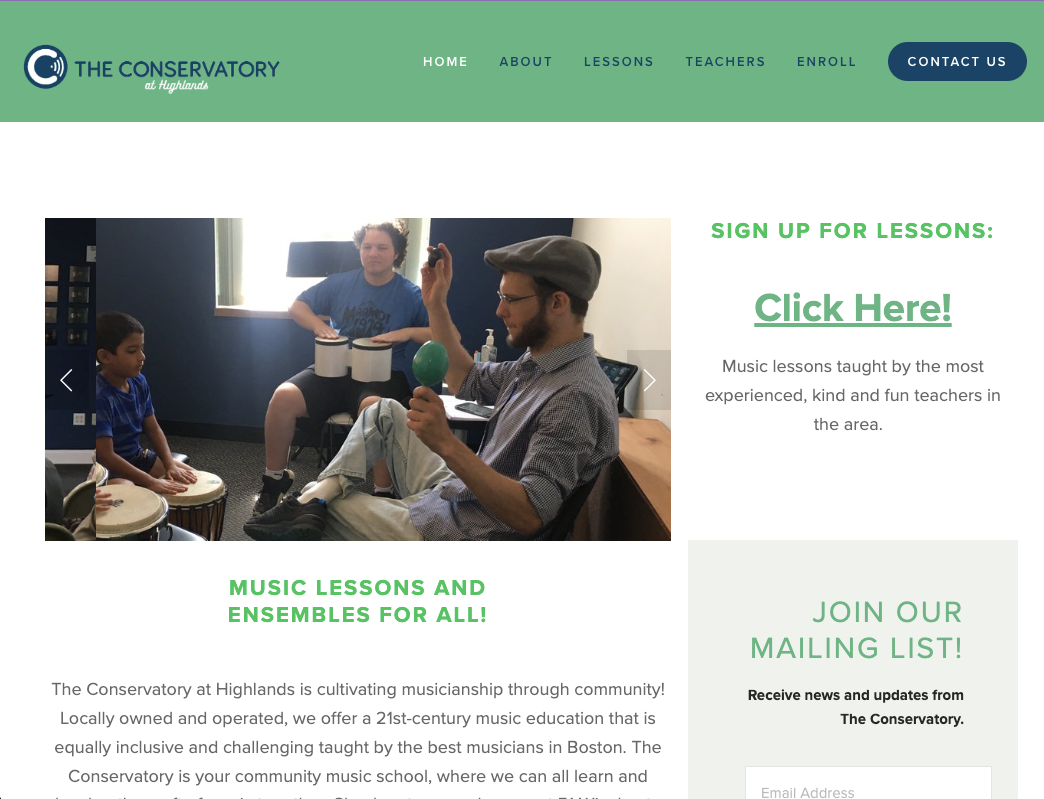 THE CONSERVATORY
at Highlands
HOME ABOUT LESSONS TEACHERS ENROLL CONTACT US
SIGN UP FOR LESSONS:
Click Here!
Music lessons taught by the most
experienced, kind and fun teachers in
the area.
MUSIC LESSONS AND
ENSEMBLES FOR ALL!
The Conservatory at Highlands is cultivating musicianship through community!
Locally owned and operated, we offer a 21st-century music education that is
equally inclusive and challenging taught by the best musicians in Boston. The
Conservatory is your community music school, where we can all learn and
JOIN OUR
MAILING LIST!
Receive news and updates from
The Conservatory.
Email Address